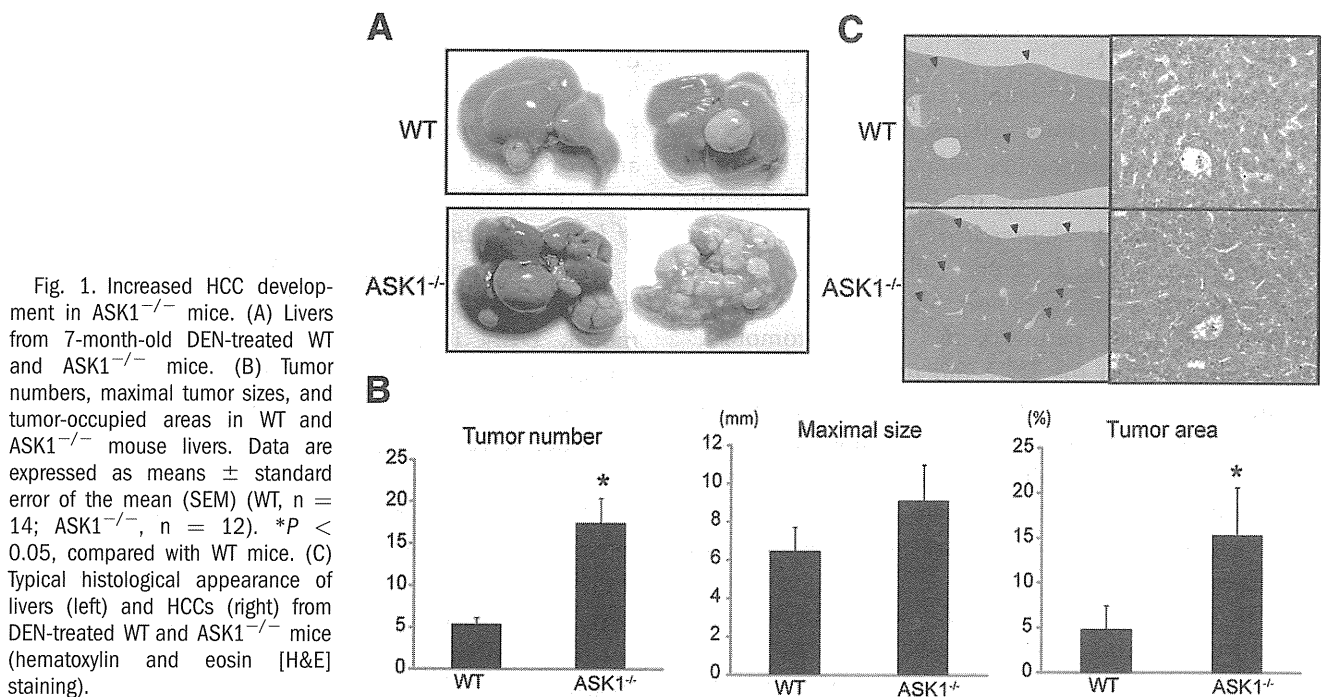 Fig. 1. Increased HCC develop-
ment in ASK1−/− mice. (A) Livers
from 7-month-old DEN-treated WT
and ASK1−/− mice. (B) Tumor
numbers, maximal tumor sizes, and
tumor-occupied areas in WT and
ASK1−/− mouse livers. Data are
expressed as means ± standard
error of the mean (SEM) (WT, n =
14; ASK1−/−, n = 12). *P <
0.05, compared with WT mice. (C)
Typical histological appearance of
livers (left) and HCCs (right) from
DEN-treated WT and ASK1−/− mice
(hematoxylin and eosin [H&E]
staining).
A
WT
ASK1-/-
C
WT
ASK1-/-
B
Tumor number
25
20
15
10
5
0
*
WT
ASK1-/-
(mm)
Maximal size
12
10
8
6
4
2
0
WT
ASK1-/-
(%)
Tumor area
25
20
15
10
5
0
*
WT
ASK1-/-